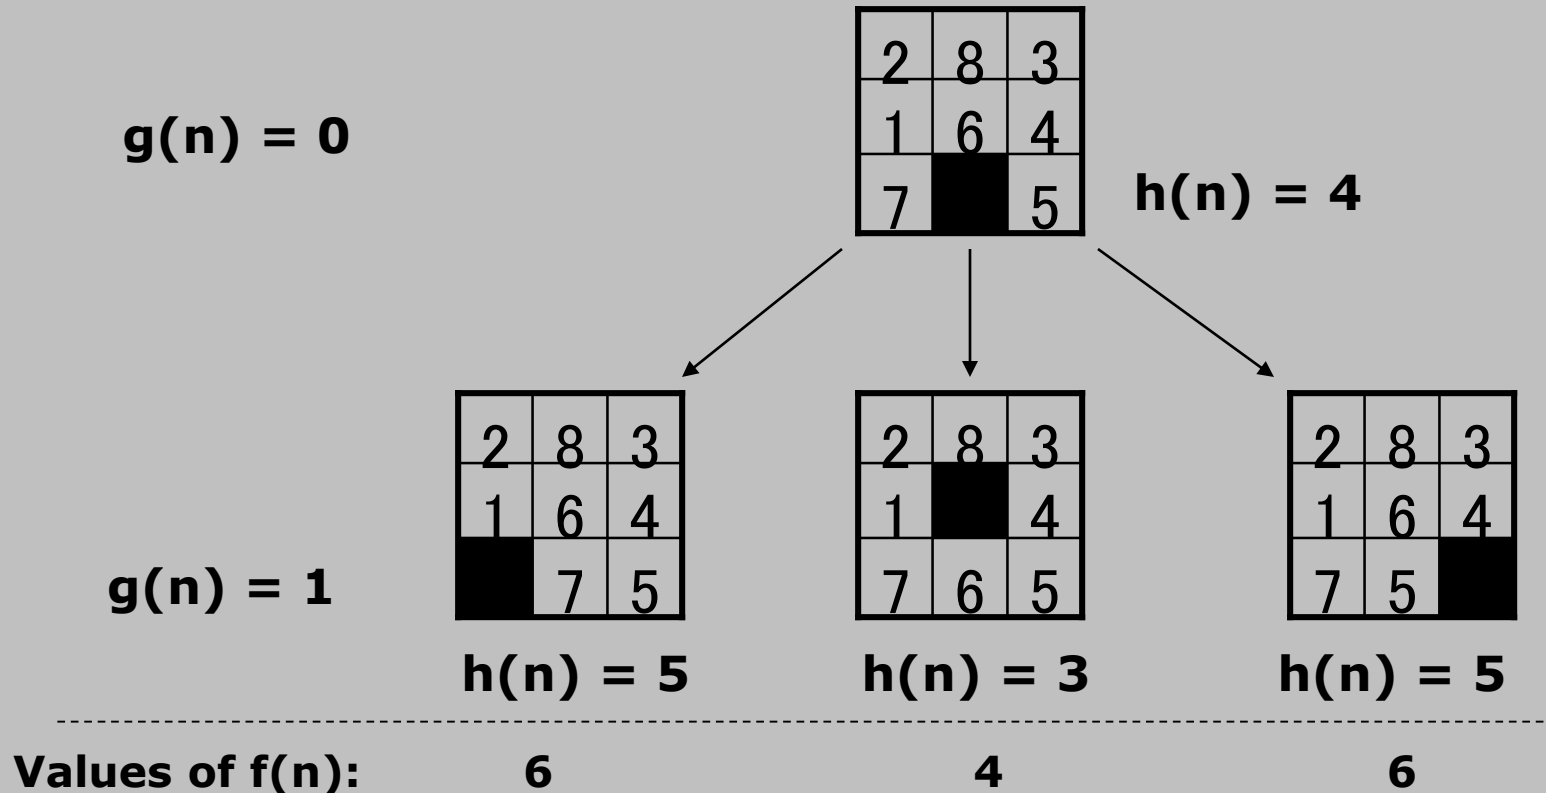 2 8 3
g(n) = 0
1 6 4
h(n) = 4
7 5
2 8 3
2 8 3
2 8 3
1 6 4
1 4
1 6 4
g(n) = 1
7 5
7 6 5
7 5
h(n) = 5
h(n) = 3
h(n) = 5
Values of f(n): 6 4 6